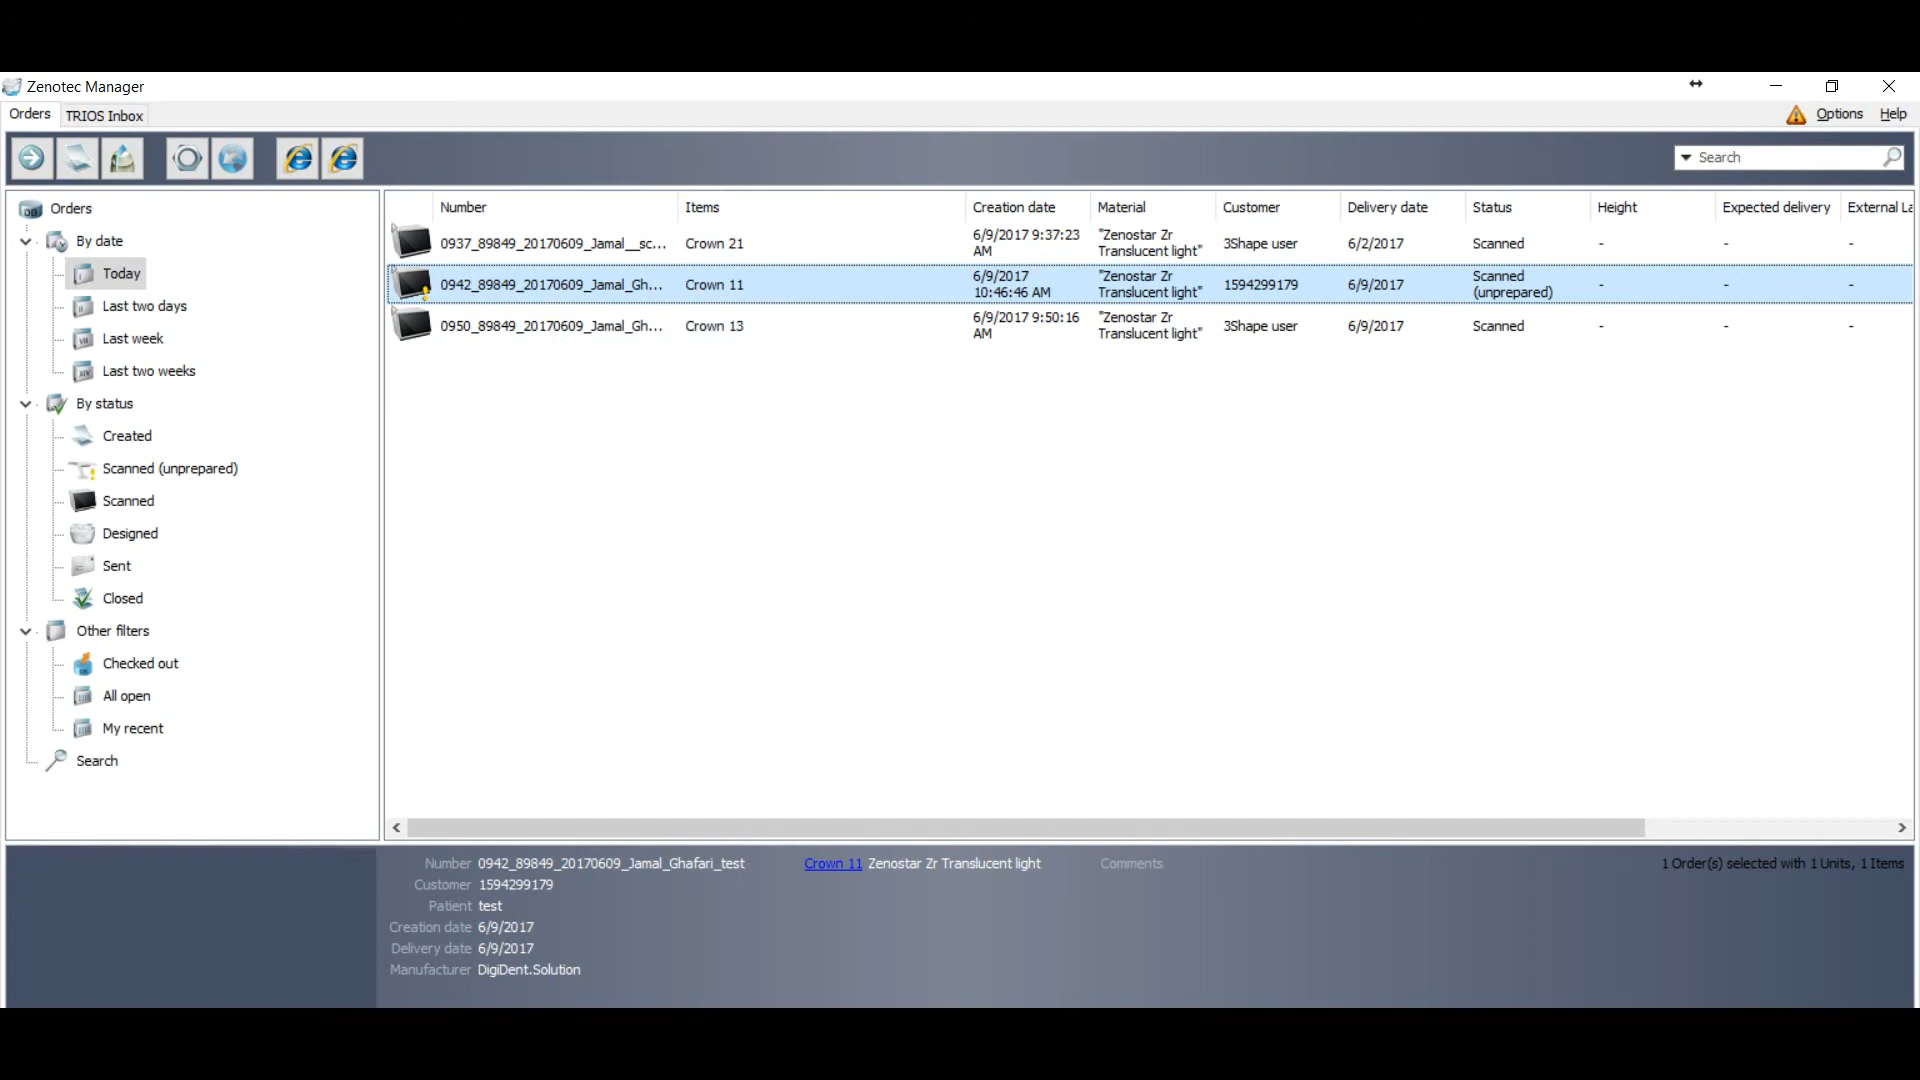 Zenotec Manager
Orders TRIOS Inbox Options Help
Search
Orders
By date
Today
Last two days
Last week
Last two weeks
By status
Created
Scanned (unprepared)
Scanned
Designed
Sent
Closed
Other filters
Checked out
All open
My recent
Search
Number Items Creation date Material Customer Delivery date Status Height Expected delivery External La
0937_89849_20170609_Jamal__sc... Crown 21 6/9/2017 9:37:23 AM "Zenostar Zr Translucent light" 3Shape user 6/2/2017 Scanned - - -
0942_89849_20170609_Jamal_Gh... Crown 11 6/9/2017 10:46:46 AM "Zenostar Zr Translucent light" 1594299179 6/9/2017 Scanned (unprepared) - - -
0950_89849_20170609_Jamal_Gh... Crown 13 6/9/2017 9:50:16 AM "Zenostar Zr Translucent light" 3Shape user 6/9/2017 Scanned - - -
Number 0942_89849_20170609_Jamal_Ghafari_test
Customer 1594299179
Patient test
Creation date 6/9/2017
Delivery date 6/9/2017
Manufacturer DigiDent.Solution
Crown 11 Zenostar Zr Translucent light
Comments
1 Order(s) selected with 1 Units, 1 Items